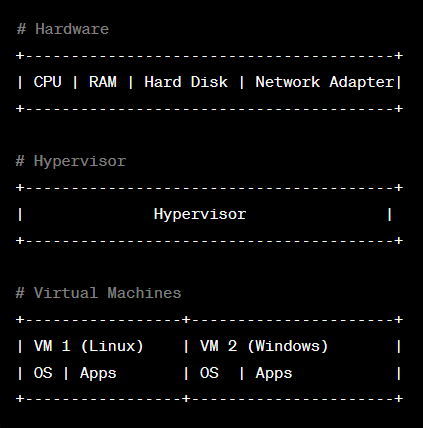 # Hardware
+----------------------------------------+
| CPU | RAM | Hard Disk | Network Adapter|
+----------------------------------------+
# Hypervisor
+----------------------------------------+
|              Hypervisor               |
+----------------------------------------+
# Virtual Machines
+-----------------+----------------------+
| VM 1 (Linux)    | VM 2 (Windows)       |
| OS | Apps       | OS  | Apps           |
+-----------------+----------------------+